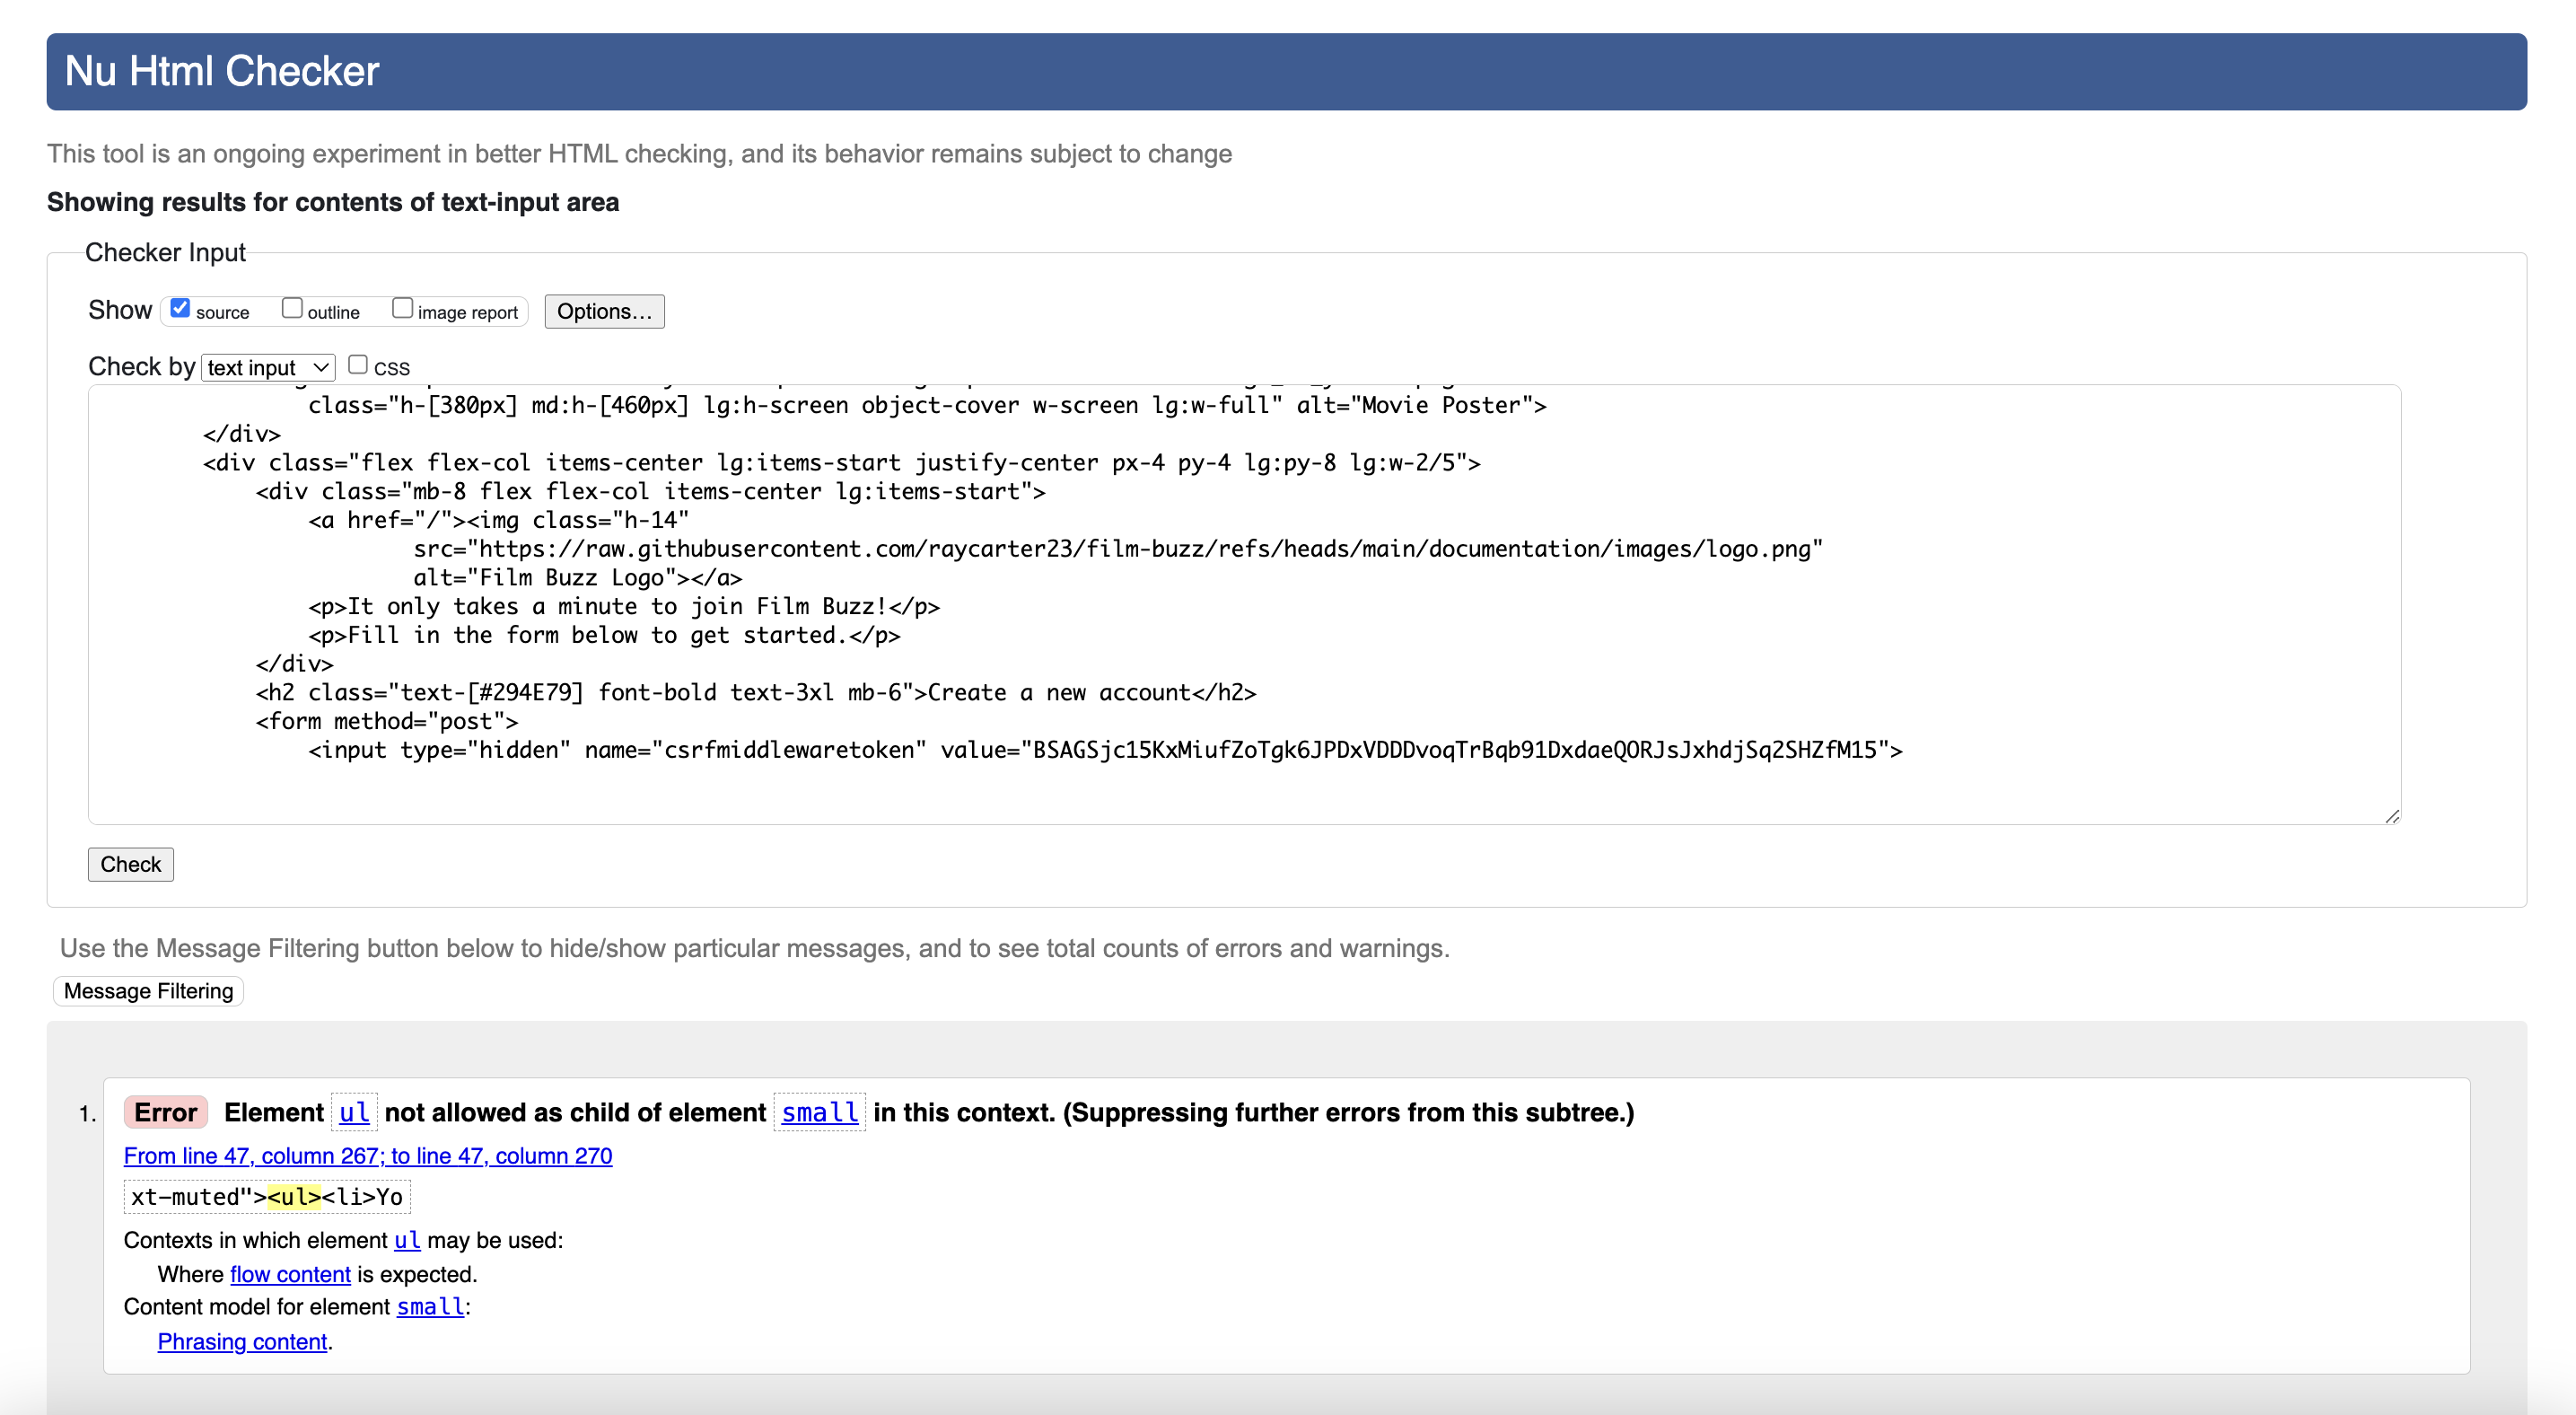 Nu Html Checker
This tool is an ongoing experiment in better HTML checking, and its behavior remains subject to change
Showing results for contents of text-input area
Checker Input
Show source outline image report Options...
Check by text input CSS
class="h-[380px] md:h-[460px] lg:h-screen object-cover w-screen lg:w-full" alt="Movie Poster">
</div>
<div class="flex flex-col items-center lg:items-start justify-center px-4 py-4 lg:py-8 lg:w-2/5">
<div class="mb-8 flex flex-col items-center lg:items-start">
<a href="/"><img class="h-14"
src="https://raw.githubusercontent.com/raycarter23/film-buzz/refs/heads/main/documentation/images/logo.png"
alt="Film Buzz Logo"></a>
<p>It only takes a minute to join Film Buzz!</p>
<p>Fill in the form below to get started.</p>
</div>
<h2 class="text-[#294E79] font-bold text-3xl mb-6">Create a new account</h2>
<form method="post">
<input type="hidden" name="csrfmiddlewaretoken" value="BSAGSjc15KxMiufZoTgk6JPDxVDDDvoqTrBqb91DxdaeQORJsJxhdjSq2SHZfM15">
Check
Use the Message Filtering button below to hide/show particular messages, and to see total counts of errors and warnings.
Message Filtering
1. Error Element ul not allowed as child of element small in this context. (Suppressing further errors from this subtree.)
From line 47, column 267; to line 47, column 270
xt-muted"><ul><li>Yo
Contexts in which element ul may be used:
Where flow content is expected.
Content model for element small:
Phrasing content.